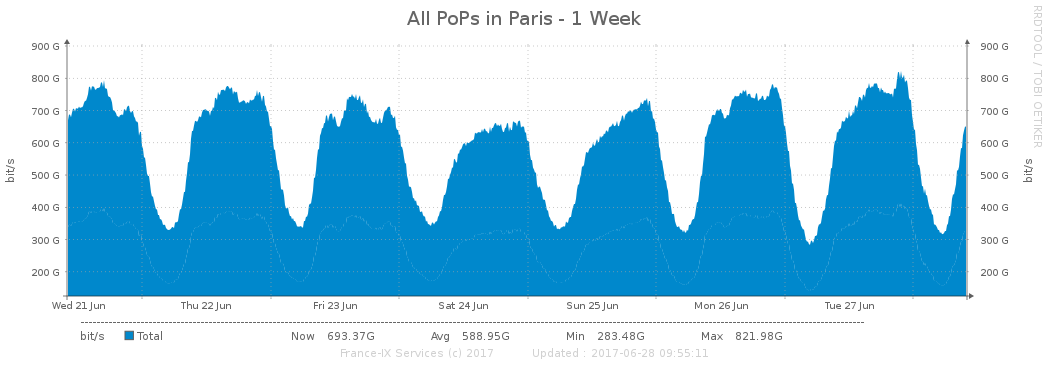 All PoPs in Paris - 1 Week
RRDTOOL / TOBI OETIKER
900 G 900 G
800 G 800 G
700 G 700 G
600 G 600 G
500 G 500 G
400 G 400 G
300 G 300 G
200 G 200 G
bit/s
bit/s
Wed 21 Jun Thu 22 Jun Fri 23 Jun Sat 24 Jun Sun 25 Jun Mon 26 Jun Tue 27 Jun
bit/s Total Now 693.37G Avg 588.95G Min 283.48G Max 821.98G
France-IX Services (c) 2017 Updated : 2017-06-28 09:55:11